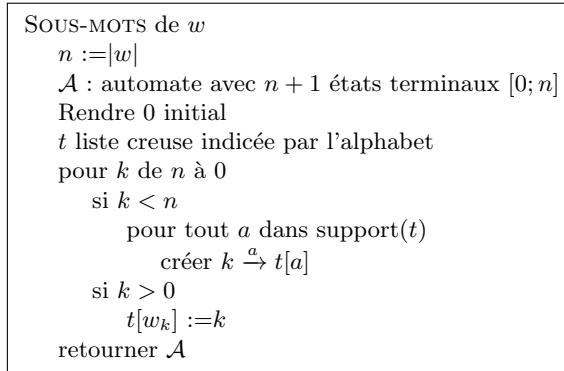 Sous-mots de w
n :=|w|
𝒜 : automate avec n + 1 états terminaux [0; n]
Rendre 0 initial
t liste creuse indicée par l'alphabet
pour k de n à 0
si k < n
pour tout a dans support(t)
créer k →ᵃ t[a]
si k > 0
t[wₖ] :=k
retourner 𝒜